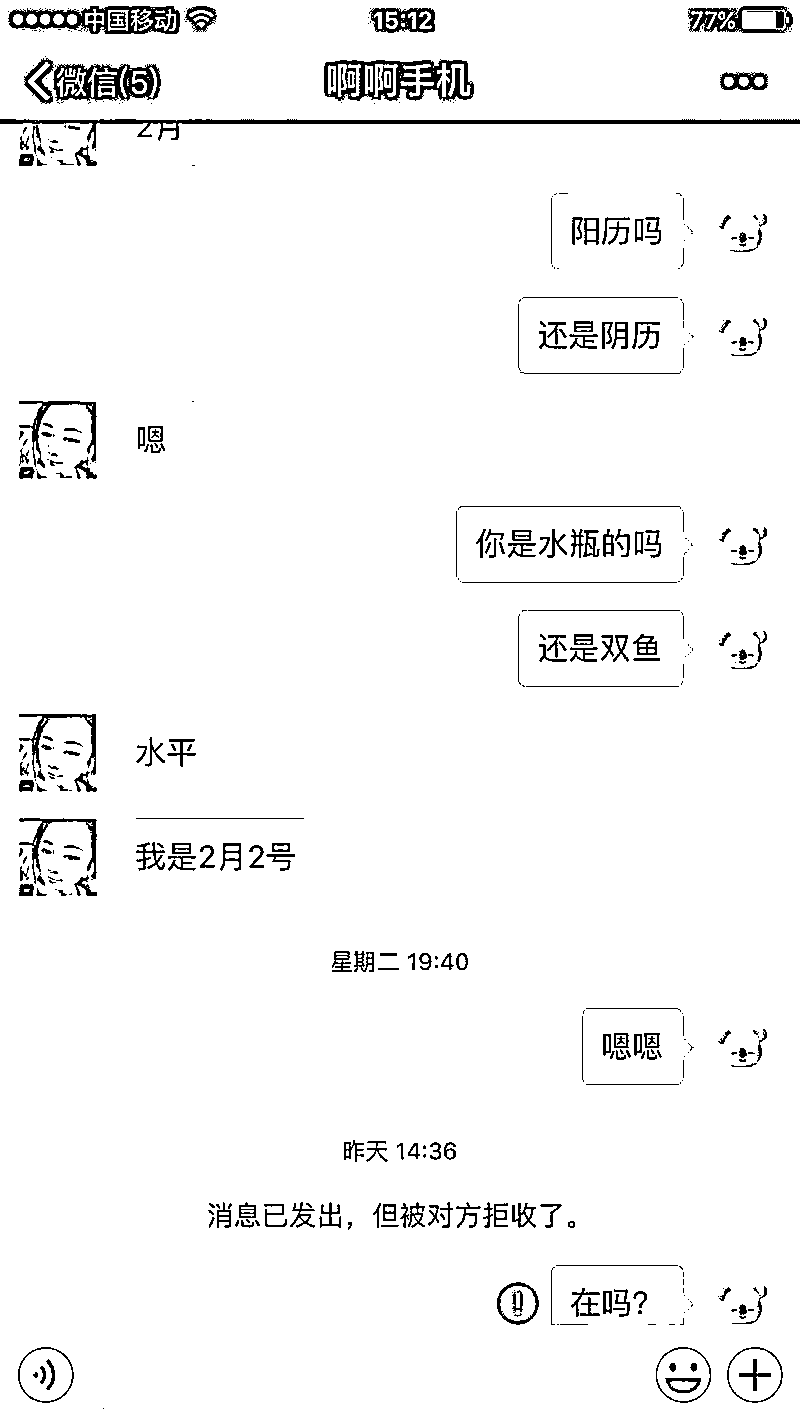 中国移动 15:12 77%
微信(5) 啊啊手机
2月
阳历吗
还是阴历
嗯
你是水瓶的吗
还是双鱼
水平
我是2月2号
星期二 19:40
嗯嗯
昨天 14:36
消息已发出，但被对方拒收了。
在吗?